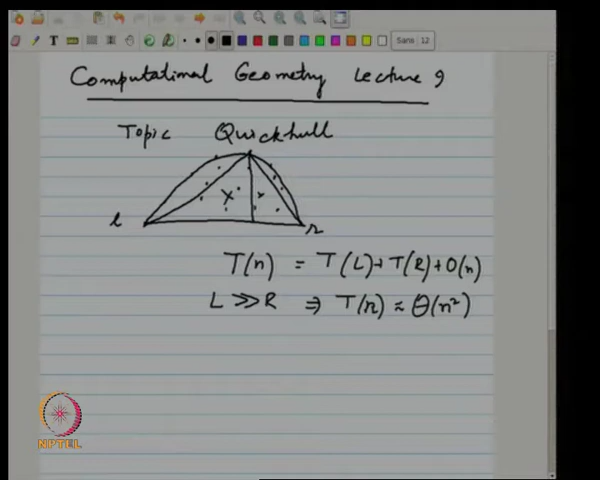 Sans 12
Computational Geometry Lecture 9
Topic Quickhull
l
r
T(n) = T(L) + T(R) + O(n)
L >> R ⇒ T(n) ≈ Θ(n²)
NPTEL